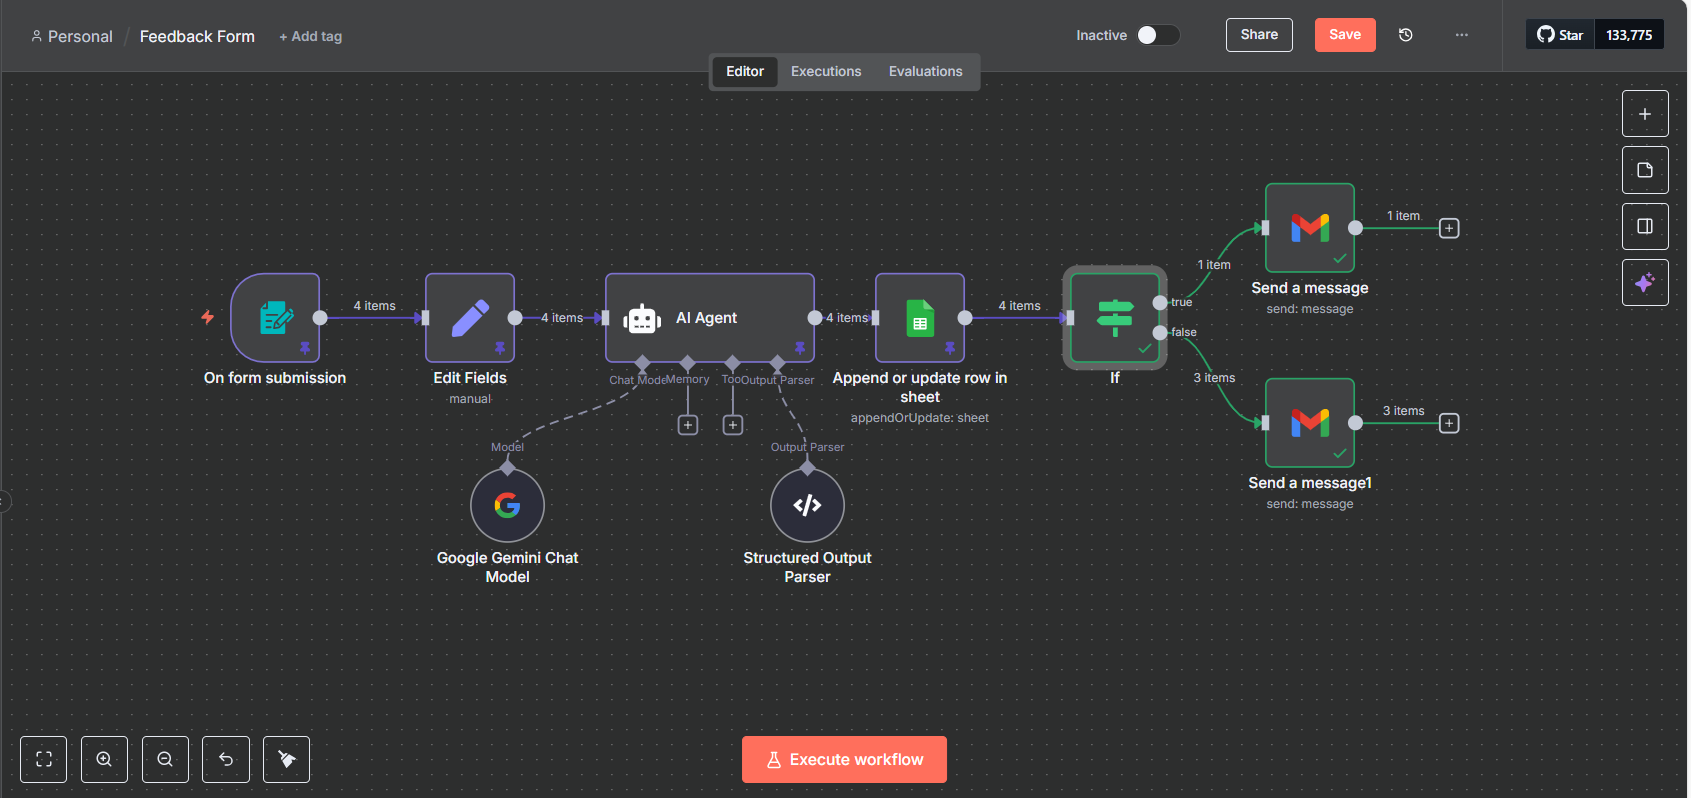 Personal / Feedback Form + Add tag
Inactive
Share
Save
Star 133,775
Editor Executions Evaluations
4 items
4 items
4 items
4 items
1 item
3 items
1 item
3 items
true
false
On form submission
Edit Fields
manual
AI Agent
Chat Mode
Memory
Too
Output Parser
Append or update row in
sheet
appendOrUpdate: sheet
If
Send a message
send: message
Send a message1
send: message
Model
Output Parser
Google Gemini Chat
Model
Structured Output
Parser
Execute workflow